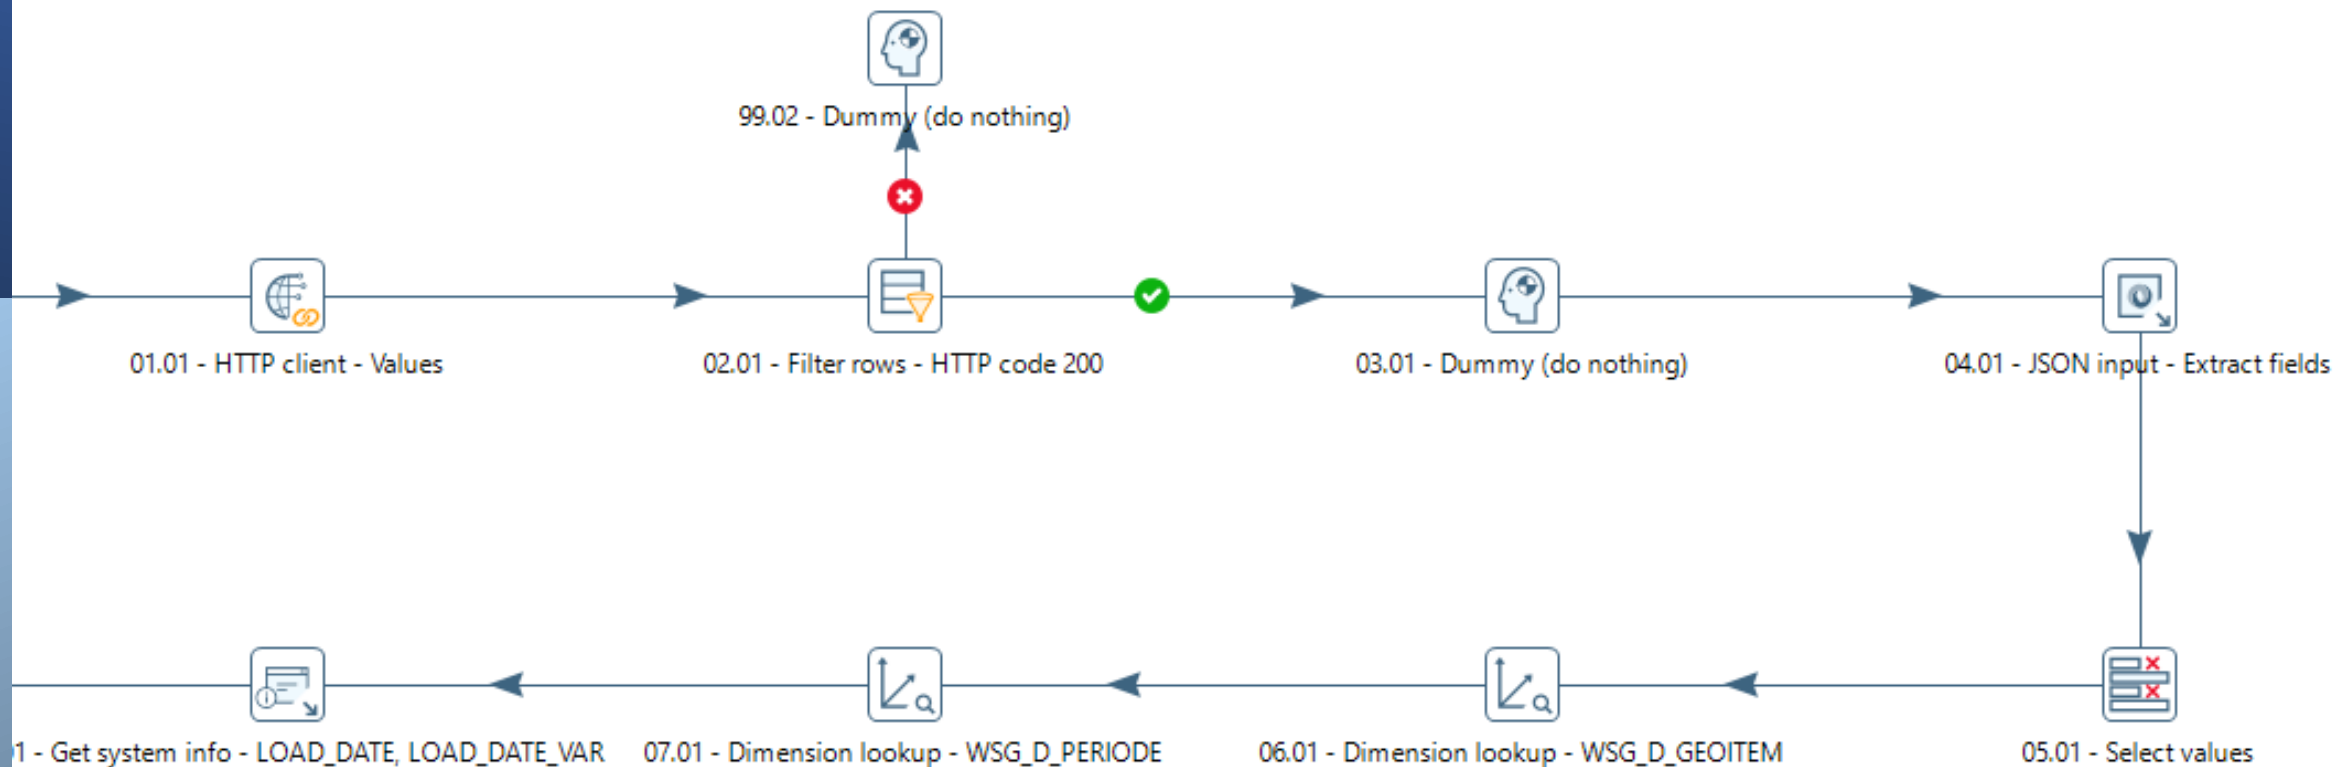 99.02 - Dummy (do nothing)
01.01 - HTTP client - Values
02.01 - Filter rows - HTTP code 200
03.01 - Dummy (do nothing)
04.01 - JSON input - Extract fields
1 - Get system info - LOAD_DATE, LOAD_DATE_VAR
07.01 - Dimension lookup - WSG_D_PERIODE
06.01 - Dimension lookup - WSG_D_GEOITEM
05.01 - Select values